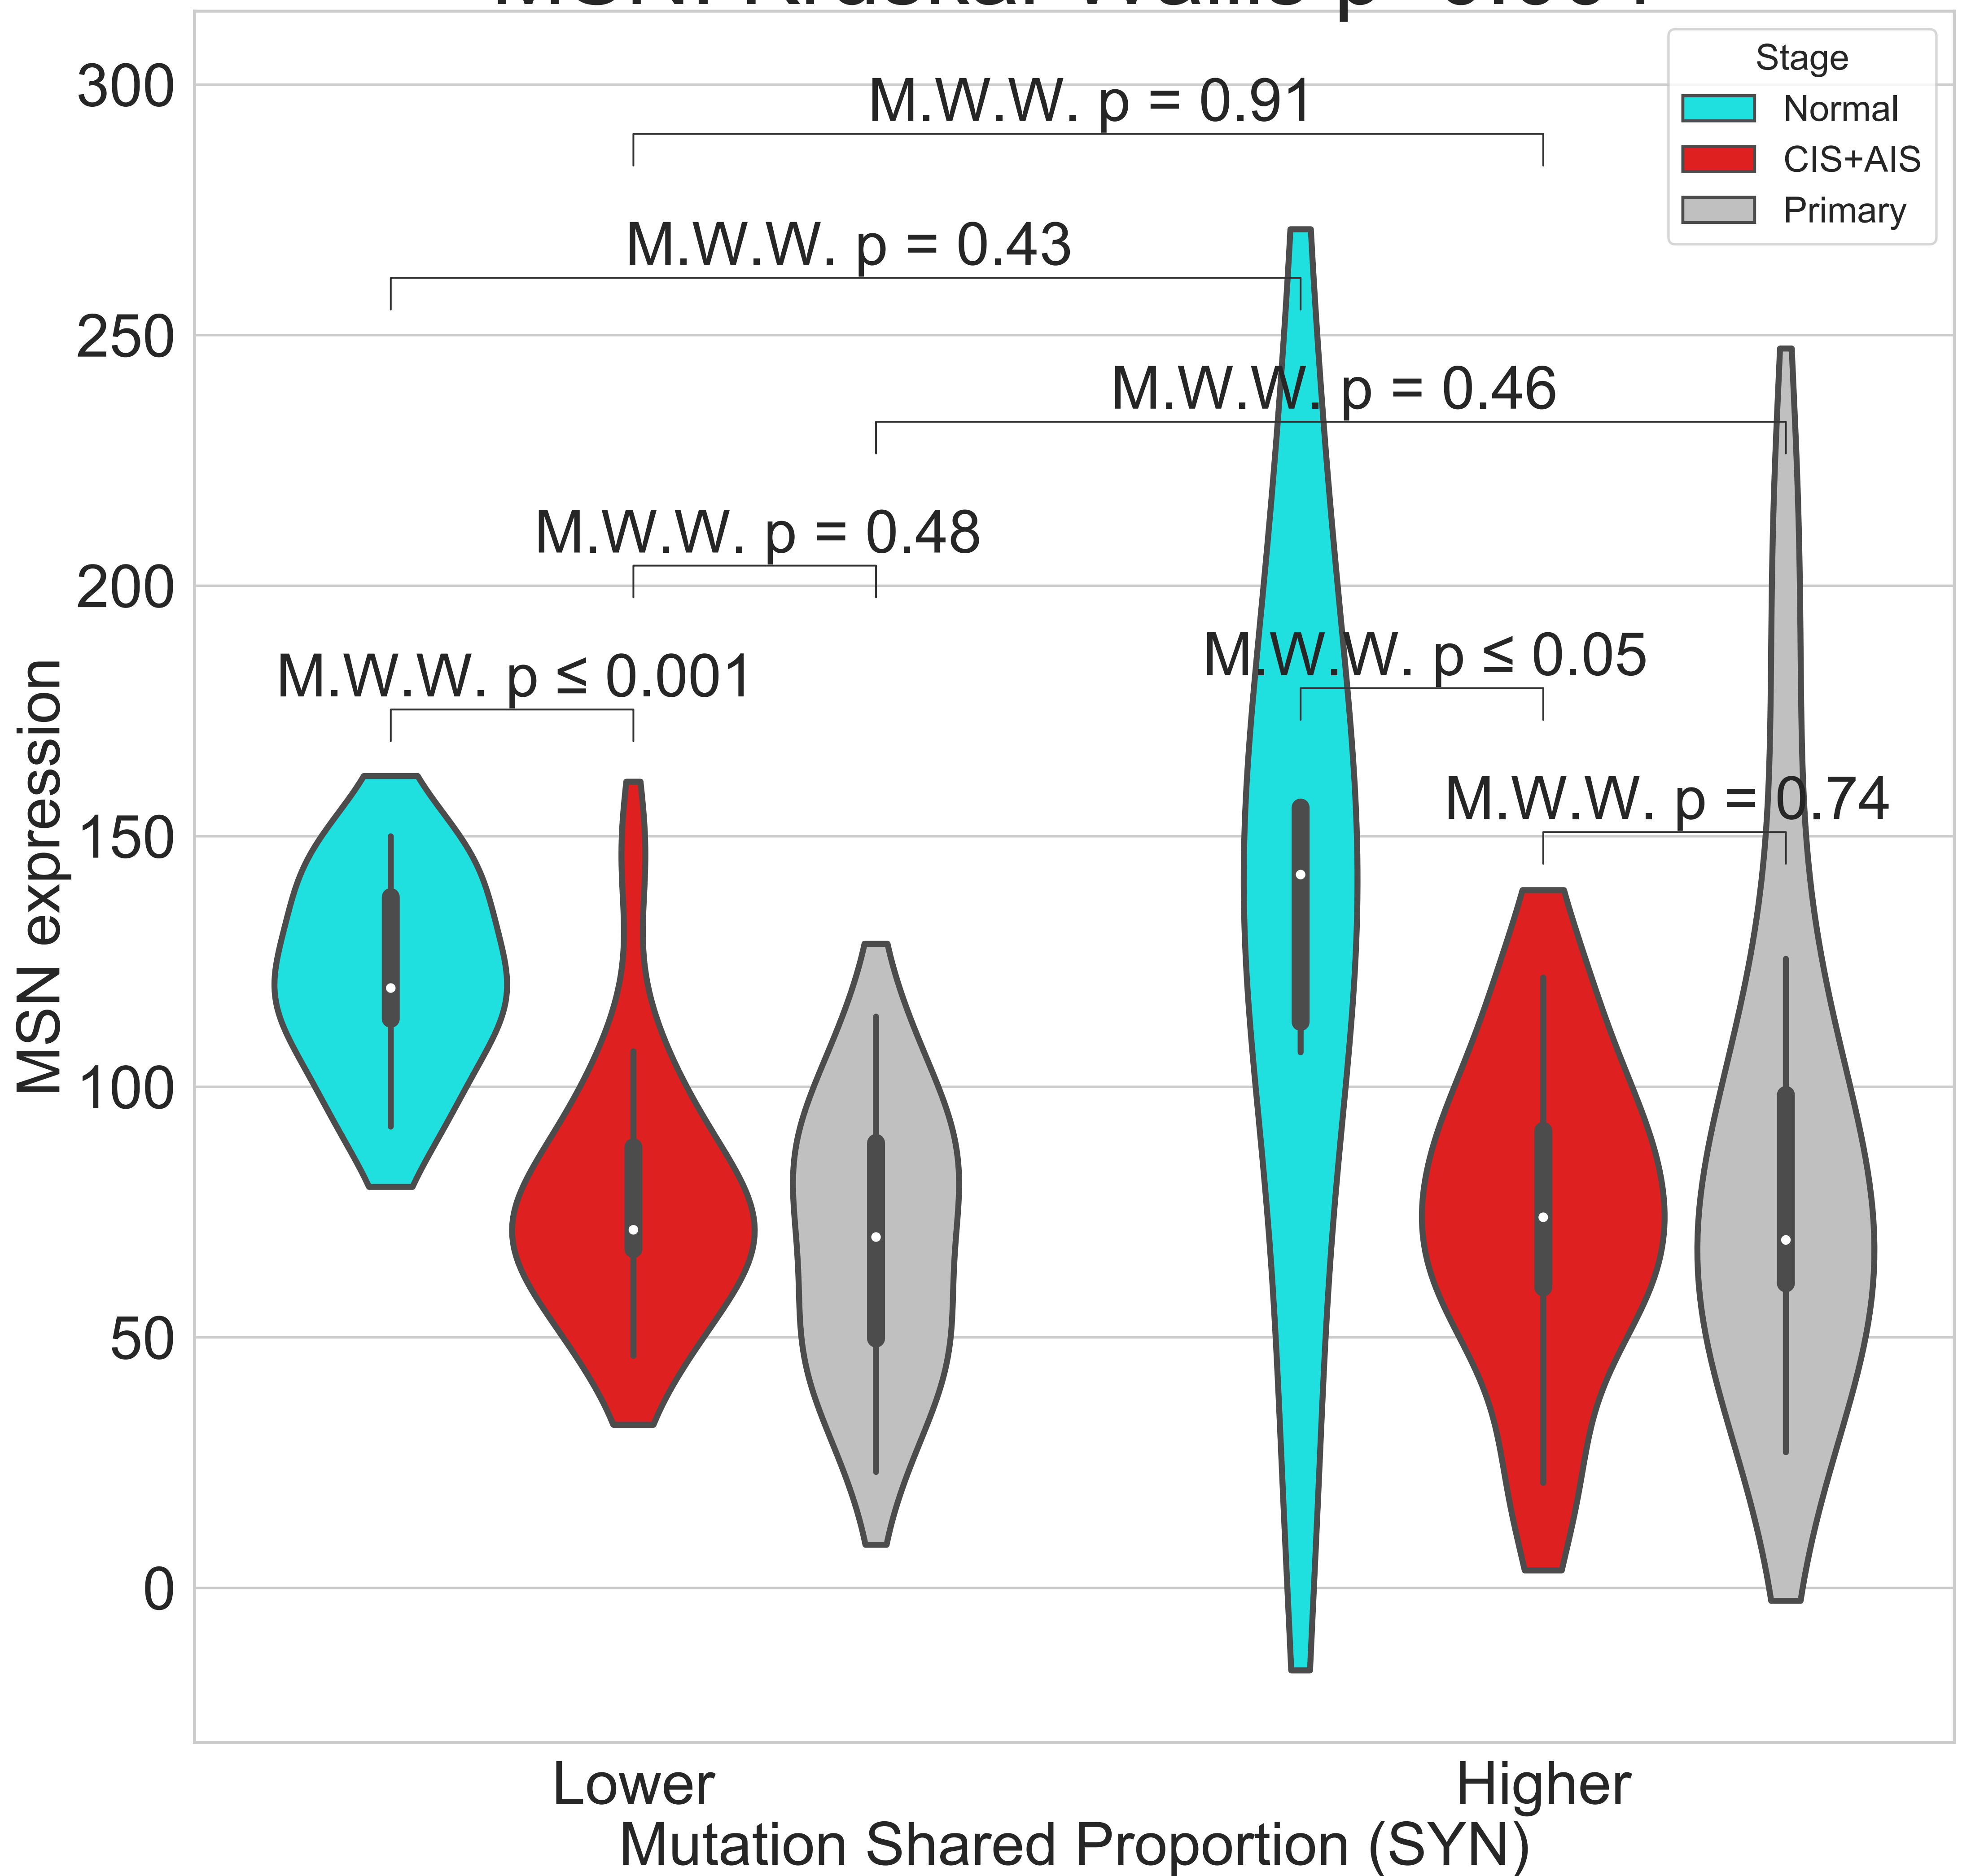 300
250
200
150
100
50
0
MSN expression
Stage
Normal
CIS+AIS
Primary
M.W.W. p = 0.91
M.W.W. p = 0.43
M.W.W. p = 0.46
M.W.W. p = 0.48
M.W.W. p ≤ 0.05
M.W.W. p ≤ 0.001
M.W.W. p = 0.74
Lower
Higher
Mutation Shared Proportion (SYN)